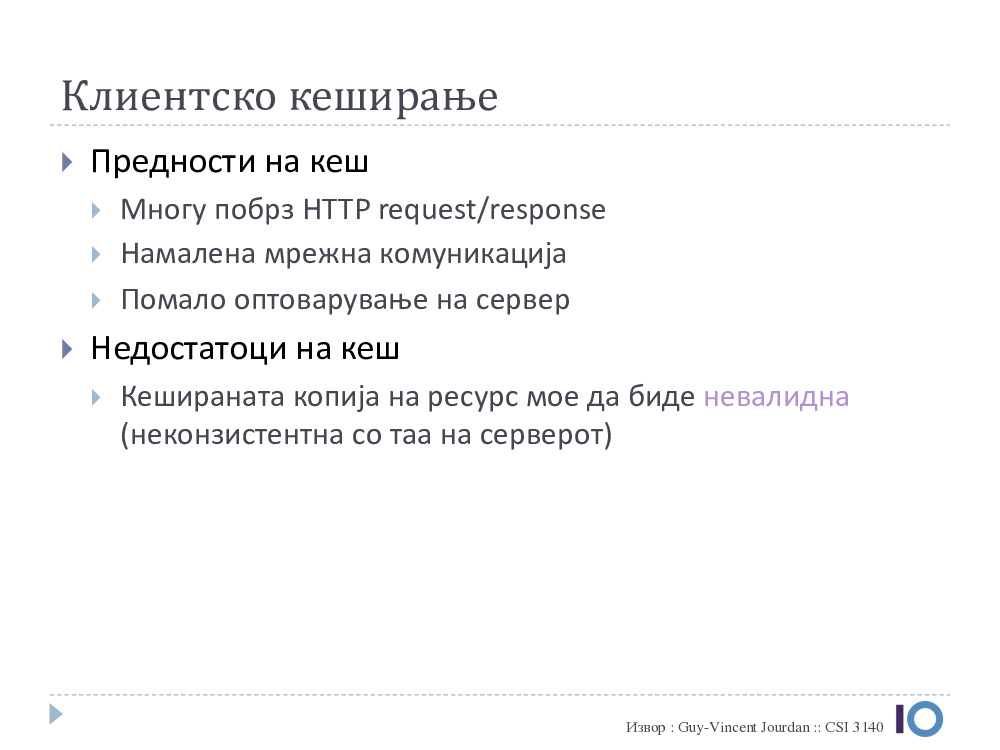 Клиентско кеширање
Предности на кеш
Многу побрз HTTP request/response
Намалена мрежна комуникација
Помало оптоварување на сервер
Недостатоци на кеш
Кешираната копија на ресурс мое да биде невалидна
(неконзистентна со таа на серверот)
Извор : Guy-Vincent Jourdan :: CSI 3140